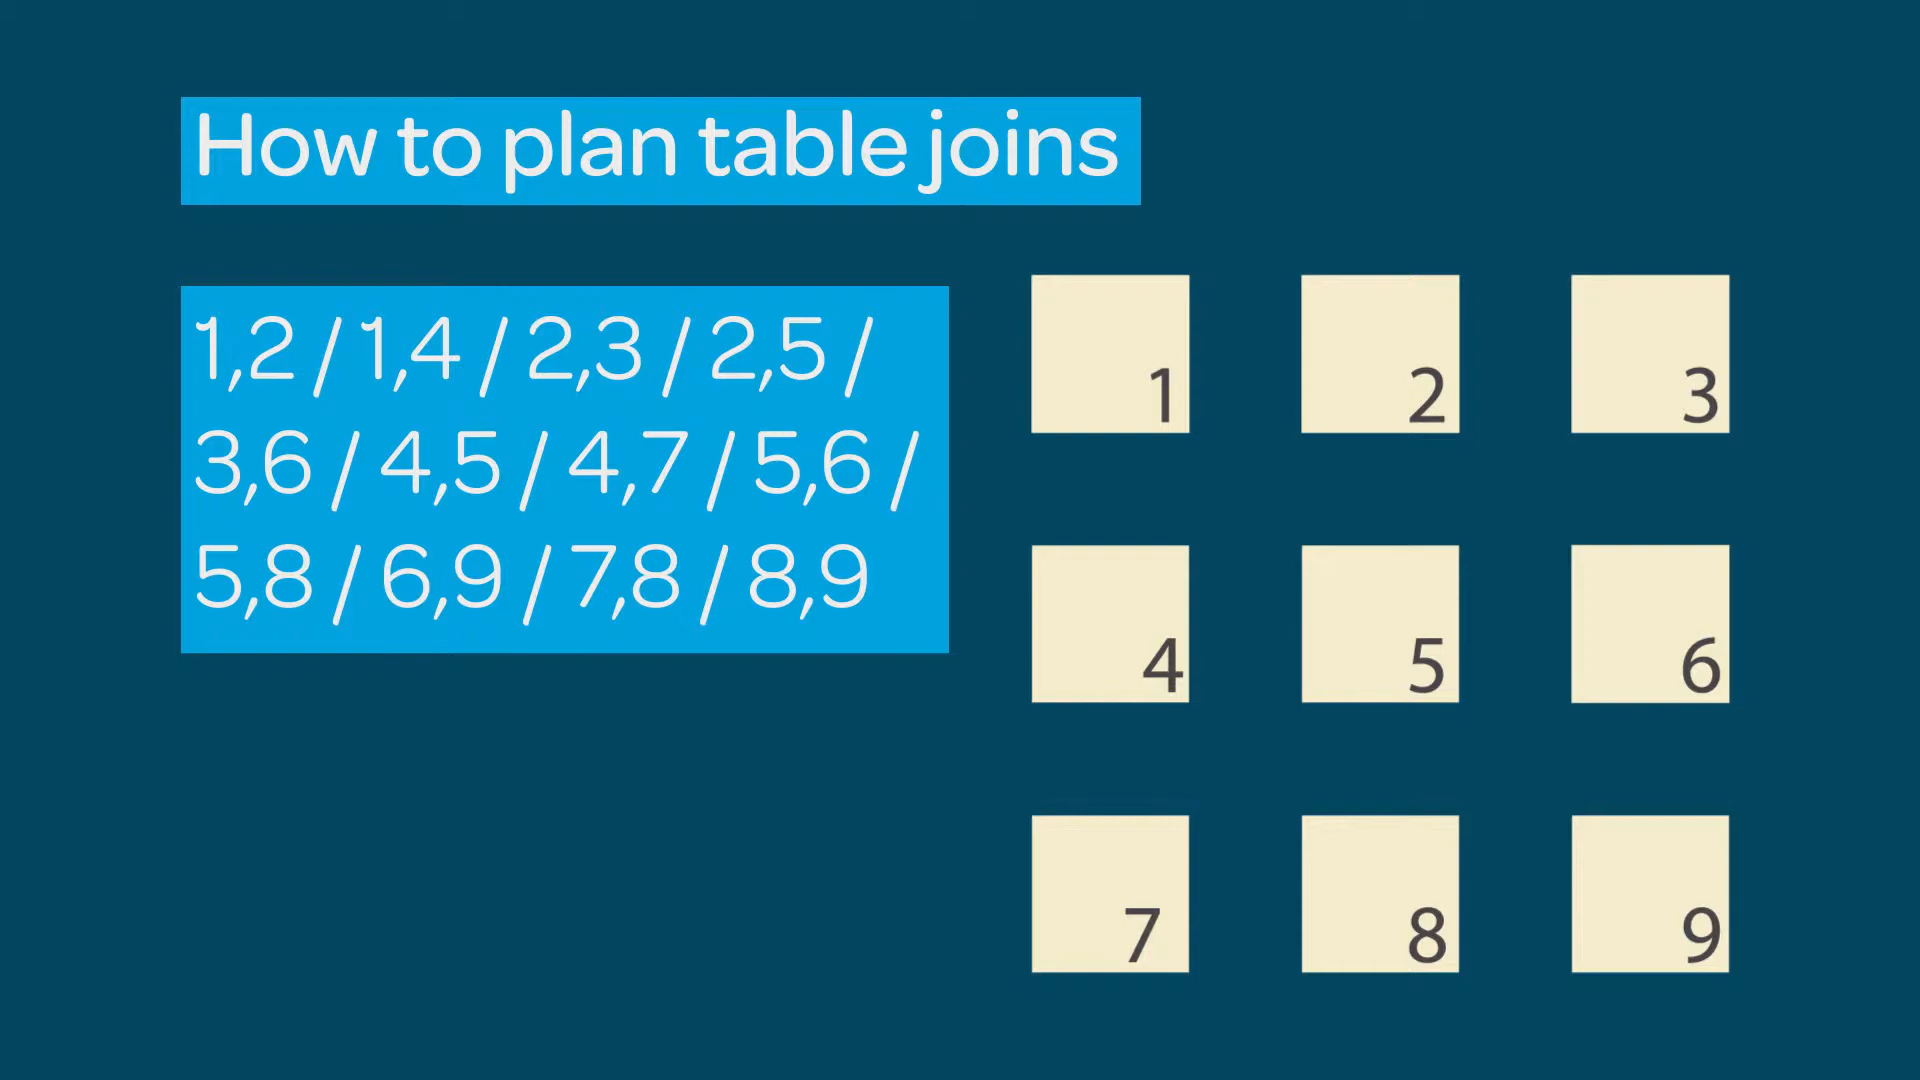 How to plan table joins
1,2 / 1,4 / 2,3 / 2,5 /
3,6 / 4,5 / 4,7 / 5,6 /
5,8 / 6,9 / 7,8 / 8,9
1 2 3
4 5 6
7 8 9